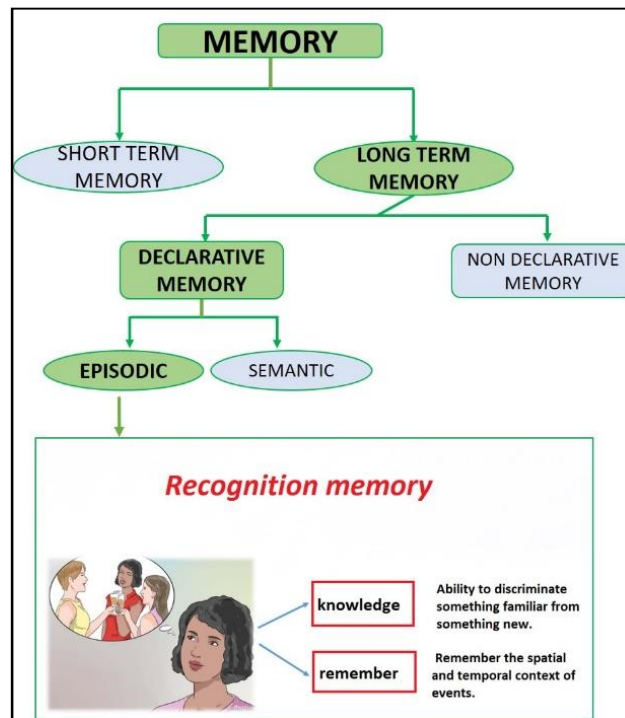 MEMORY
SHORT TERM
MEMORY
LONG TERM
MEMORY
DECLARATIVE
MEMORY
NON DECLARATIVE
MEMORY
EPISODIC
SEMANTIC
Recognition memory
knowledge
Ability to discriminate
something familiar from
something new.
remember
Remember the spatial
and temporal context of
events.